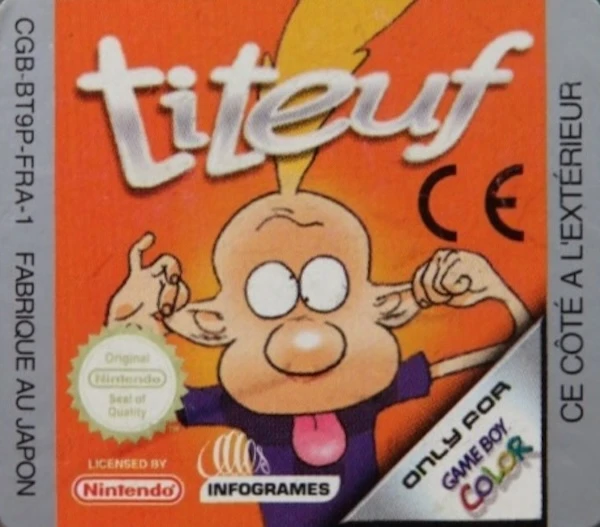 CGB-BT9P-FRA-1 FABRIQUE AU JAPON
titeuf
CE
CE CÔTÉ A L'EXTÉRIEUR
Original
Nintendo
Seal of
Quality
LICENSED BY
Nintendo
INFOGRAMES
ONLY FOR
GAME BOY
COLOR